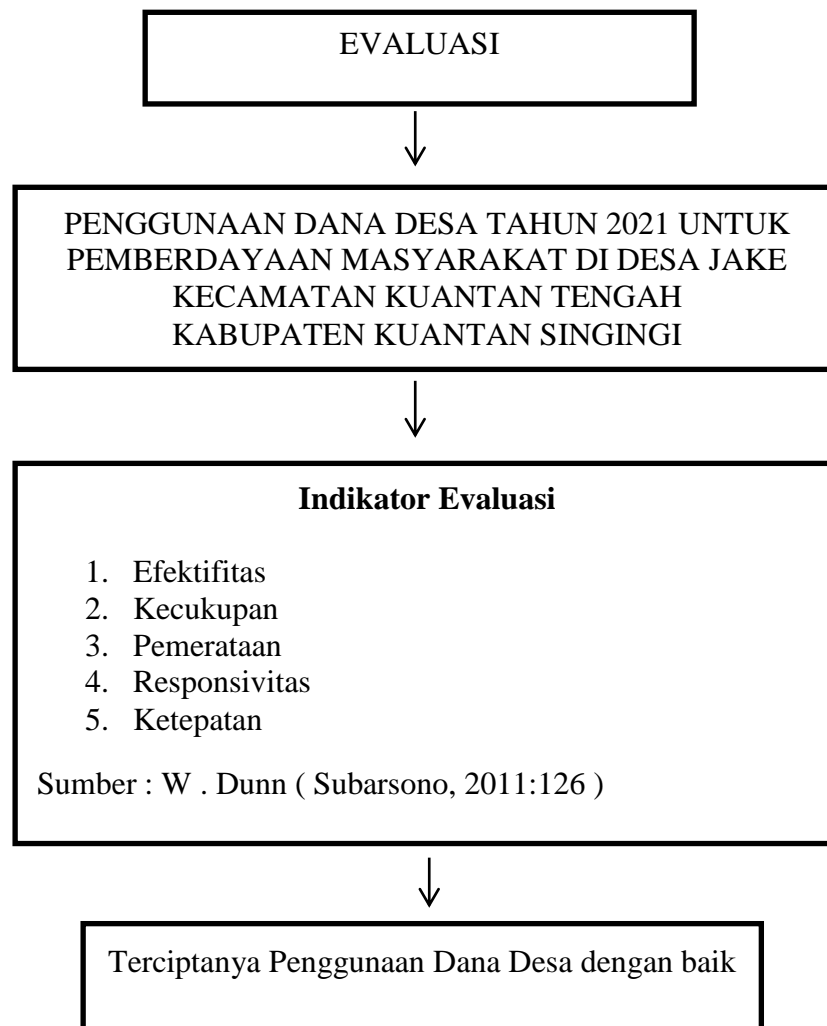 EVALUASI
PENGGUNAAN DANA DESA TAHUN 2021 UNTUK
PEMBERDAYAAN MASYARAKAT DI DESA JAKE
KECAMATAN KUANTAN TENGAH
KABUPATEN KUANTAN SINGINGI
Indikator Evaluasi
1. Efektifitas
2. Kecukupan
3. Pemerataan
4. Responsivitas
5. Ketepatan
Sumber : W . Dunn ( Subarsono, 2011:126 )
Terciptanya Penggunaan Dana Desa dengan baik